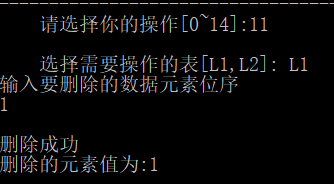 请选择你的操作[0~14]:11
选择需要操作的表[L1,L2]: L1
输入要删除的数据元素位序
1
删除成功
删除的元素值为:1